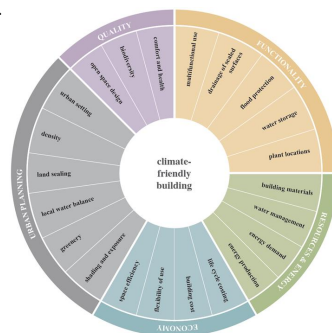 QUALITY
open space design
biodiversity
comfort and health
FUNCTIONALITY
multifunctional use
drainage of sealed
surfaces
flood protection
water storage
plant locations
RESOURCES & ENERGY
building materials
water management
energy demand
energy production
ECONOMY
life cycle costing
building cost
flexibility of use
space efficiency
URBAN PLANNING
shading and exposure
greenery
local water balance
land sealing
density
urban setting
climate-
friendly
building